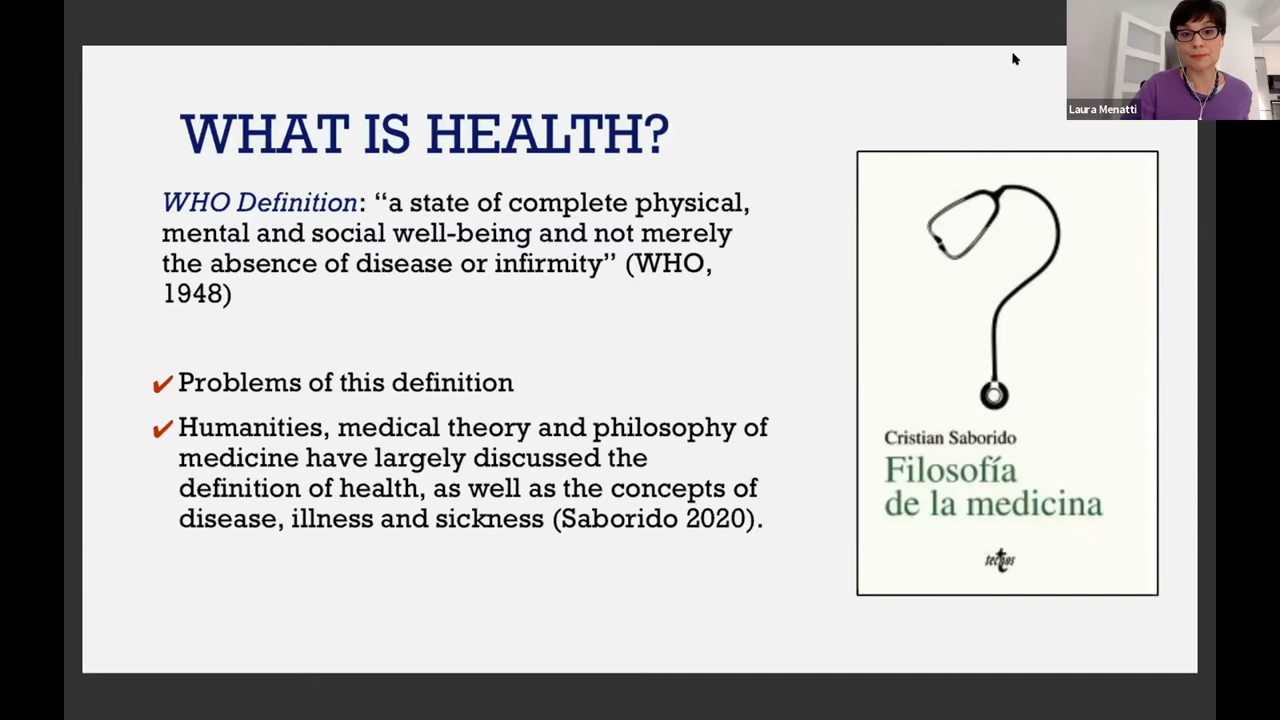 Laura Menatti
WHAT IS HEALTH?
WHO Definition: “a state of complete physical,
mental and social well-being and not merely
the absence of disease or infirmity” (WHO,
1948)
✔ Problems of this definition
✔ Humanities, medical theory and philosophy of
medicine have largely discussed the
definition of health, as well as the concepts of
disease, illness and sickness (Saborido 2020).
Cristian Saborido
Filosofía
de la medicina
tecnos